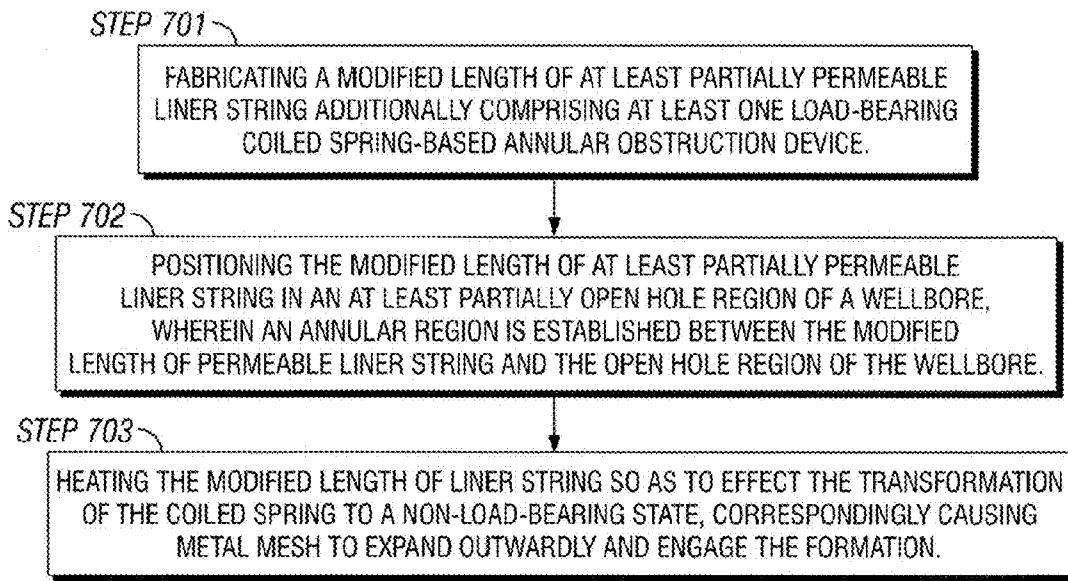 STEP 701
FABRICATING A MODIFIED LENGTH OF AT LEAST PARTIALLY PERMEABLE
LINER STRING ADDITIONALLY COMPRISING AT LEAST ONE LOAD-BEARING
COILED SPRING-BASED ANNULAR OBSTRUCTION DEVICE.
STEP 702
POSITIONING THE MODIFIED LENGTH OF AT LEAST PARTIALLY PERMEABLE
LINER STRING IN AN AT LEAST PARTIALLY OPEN HOLE REGION OF A WELLBORE,
WHEREIN AN ANNULAR REGION IS ESTABLISHED BETWEEN THE MODIFIED
LENGTH OF PERMEABLE LINER STRING AND THE OPEN HOLE REGION OF THE WELLBORE.
STEP 703
HEATING THE MODIFIED LENGTH OF LINER STRING SO AS TO EFFECT THE TRANSFORMATION
OF THE COILED SPRING TO A NON-LOAD-BEARING STATE, CORRESPONDINGLY CAUSING
METAL MESH TO EXPAND OUTWARDLY AND ENGAGE THE FORMATION.